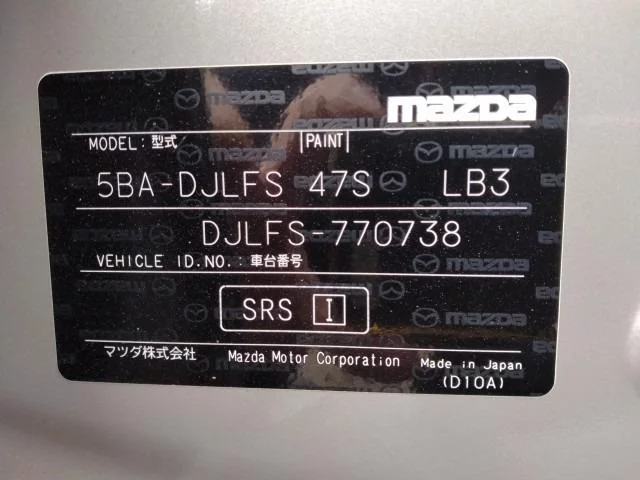 mazda
MODEL: 型式 PAINT
5BA-DJLFS 47S LB3
DJLFS-770738
VEHICLE ID.NO.: 車台番号
SRS I
マツダ株式会社 Mazda Motor Corporation Made in Japan
(D10A)